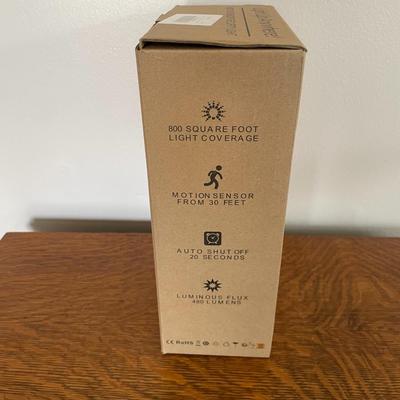 800 SQUARE FOOT
LIGHT COVERAGE
MOTION SENSOR
FROM 30 FEET
AUTO SHUT OFF
20 SECONDS
LUMINOUS FLUX
480 LUMENS
CE RoHS